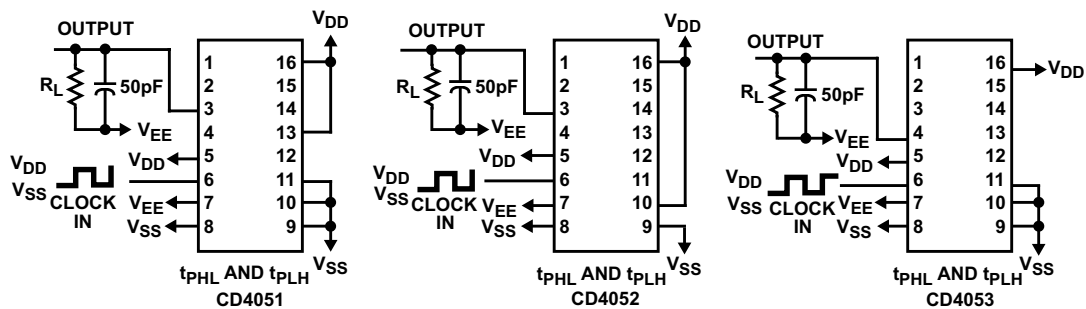 OUTPUT
R_L
50pF
V_EE
V_DD
V_DD
V_SS
CLOCK
IN
V_EE
V_SS
1
2
3
4
5
6
7
8
16
15
14
13
12
11
10
9
V_DD
V_SS
t_PHL AND t_PLH
CD4051
OUTPUT
R_L
50pF
V_EE
V_DD
V_DD
V_SS
CLOCK
IN
V_EE
V_SS
1
2
3
4
5
6
7
8
16
15
14
13
12
11
10
9
V_DD
V_SS
t_PHL AND t_PLH
CD4052
OUTPUT
R_L
50pF
V_EE
V_DD
V_DD
V_SS
CLOCK
IN
V_EE
V_SS
1
2
3
4
5
6
7
8
16
15
14
13
12
11
10
9
V_DD
V_SS
t_PHL AND t_PLH
CD4053